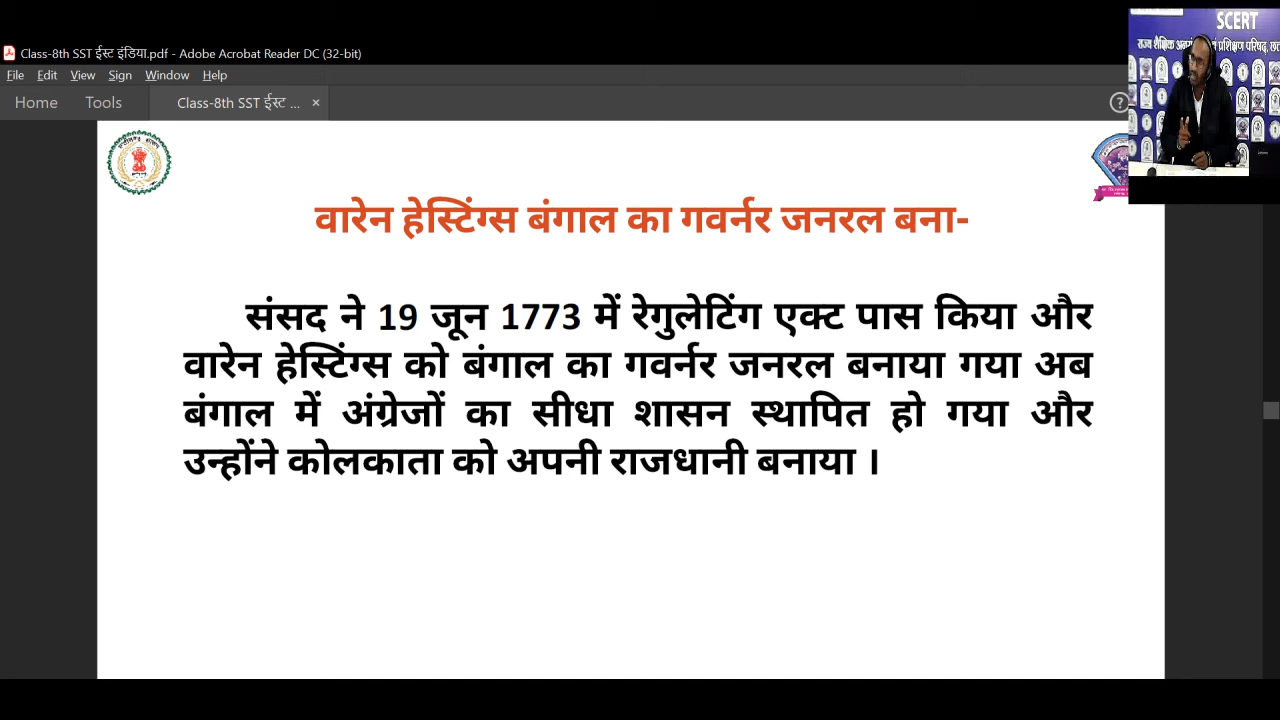 Class-8th SST ईस्ट इंडिया.pdf - Adobe Acrobat Reader DC (32-bit)
File Edit View Sign Window Help
Home Tools Class-8th SST ईस्ट ... ×
SCERT
राज्य शैक्षिक
वारेन हेस्टिंग्स बंगाल का गवर्नर जनरल बना-
संसद ने 19 जून 1773 में रेगुलेटिंग एक्ट पास किया और
वारेन हेस्टिंग्स को बंगाल का गवर्नर जनरल बनाया गया अब
बंगाल में अंग्रेजों का सीधा शासन स्थापित हो गया और
उन्होंने कोलकाता को अपनी राजधानी बनाया ।